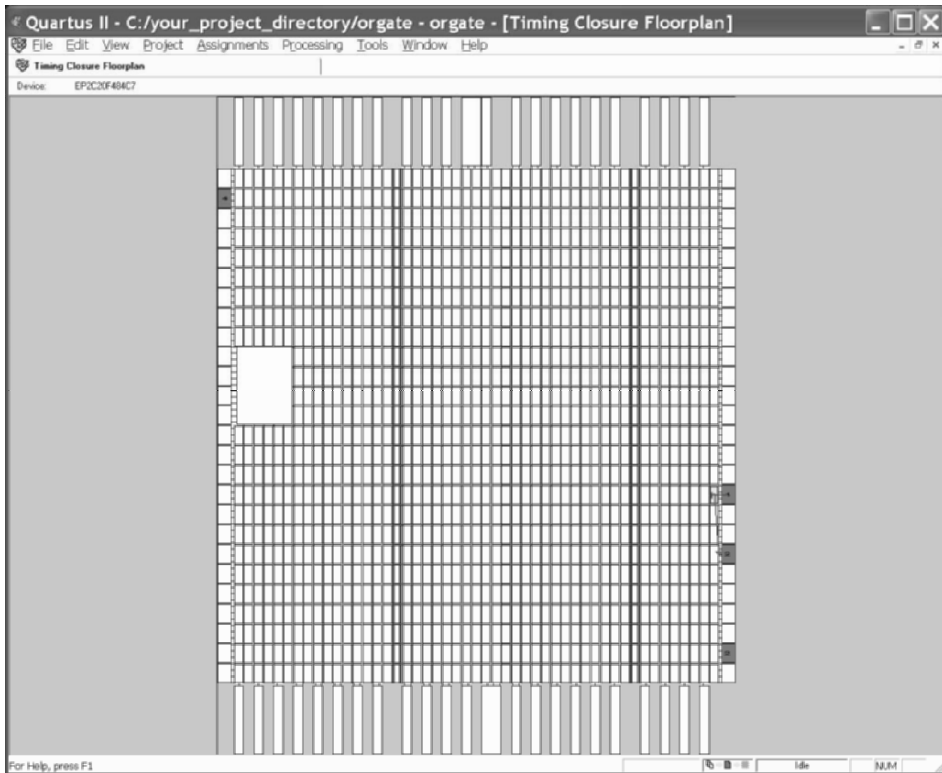 Quartus II - C:/your_project_directory/orgate - orgate - [Timing Closure Floorplan]
File Edit View Project Assignments Processing Tools Window Help
Timing Closure Floorplan
Device: EP2C20F484C7
For Help, press F1
Idle
NUM